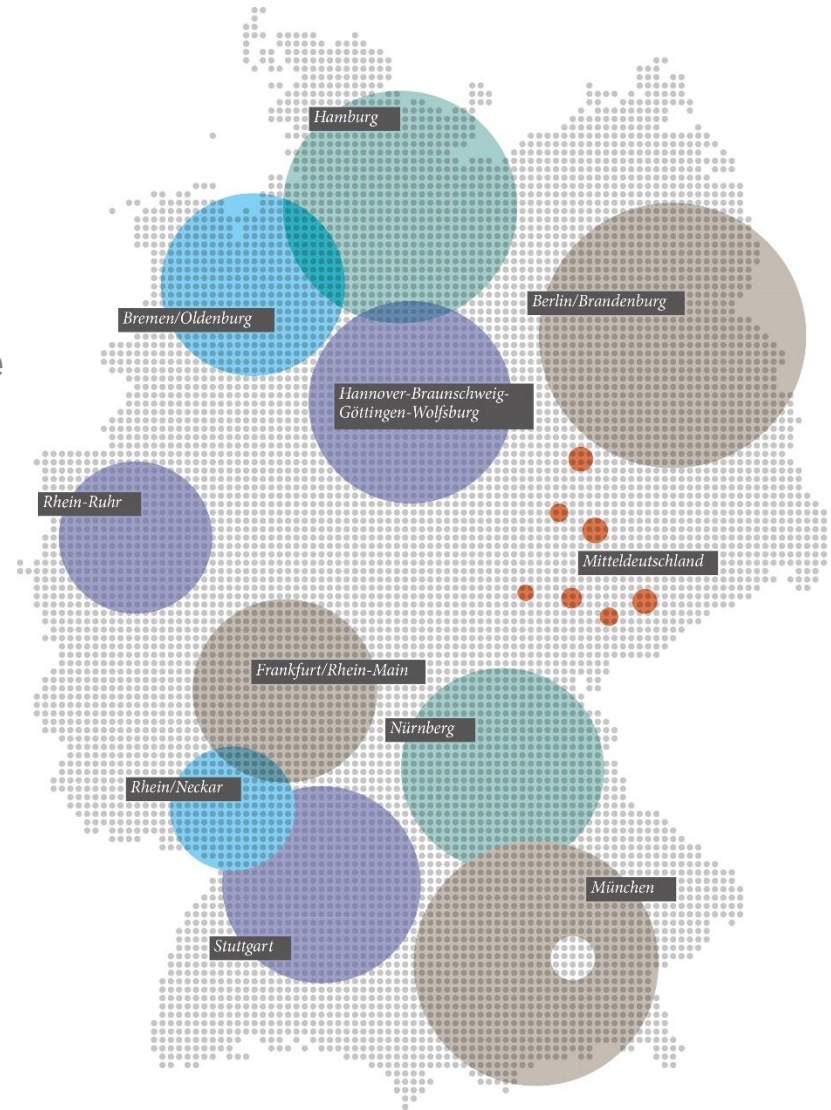 Hamburg
Berlin/Brandenburg
Bremen/Oldenburg
e
Hannover-Braunschweig-
Göttingen-Wolfsburg
Rhein-Ruhr
Mitteldeutschland
Frankfurt/Rhein-Main
Nürnberg
Rhein/Neckar
München
Stuttgart